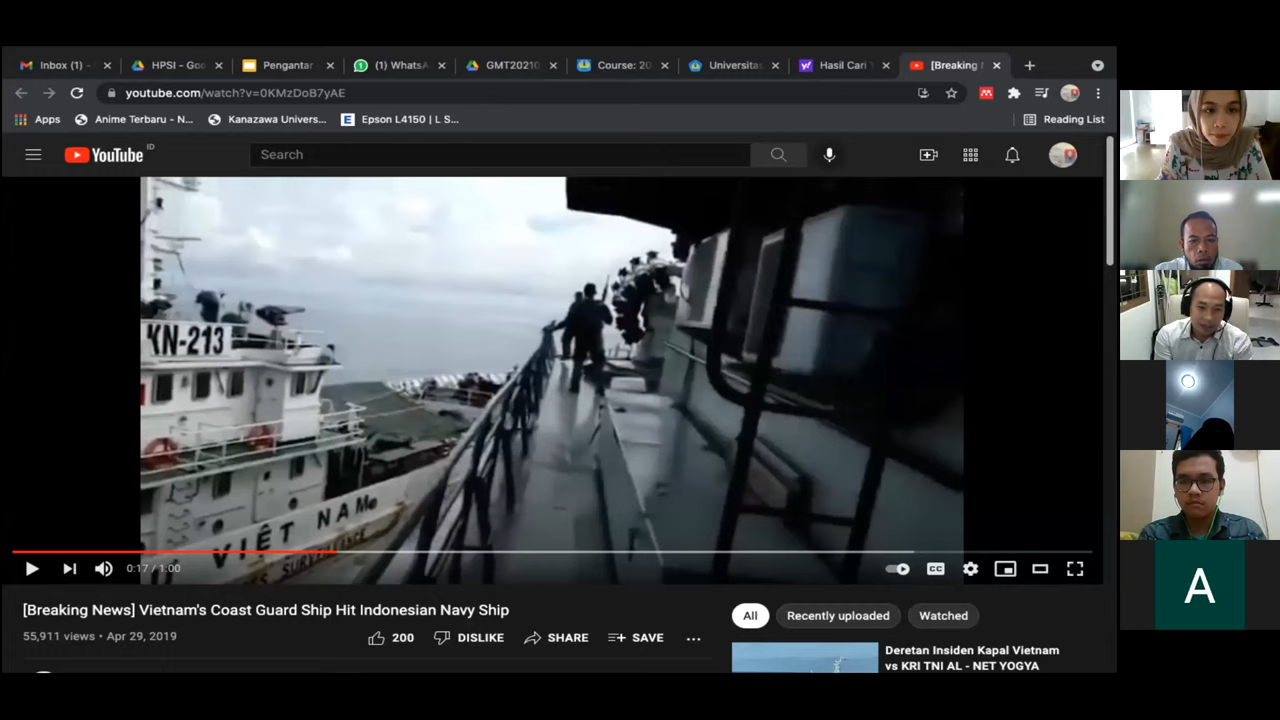 Inbox (1) -
HPSI - Goo
Pengantar
(1) WhatsA
GMT20210
Course: 20
Universitas
Hasil Cari Y
[Breaking N
youtube.com/watch?v=0KMzDoB7yAE
Apps
Anime Terbaru - N...
Kanazawa Univers...
Epson L4150 | L S...
Reading List
YouTube ID
Search
KN-213
VIỆT NAM
SURVEILLANCE
0:17 / 1:00
CC
[Breaking News] Vietnam's Coast Guard Ship Hit Indonesian Navy Ship
55,911 views • Apr 29, 2019
200
DISLIKE
SHARE
SAVE
...
All
Recently uploaded
Watched
Deretan Insiden Kapal Vietnam
vs KRI TNI AL - NET YOGYA
A